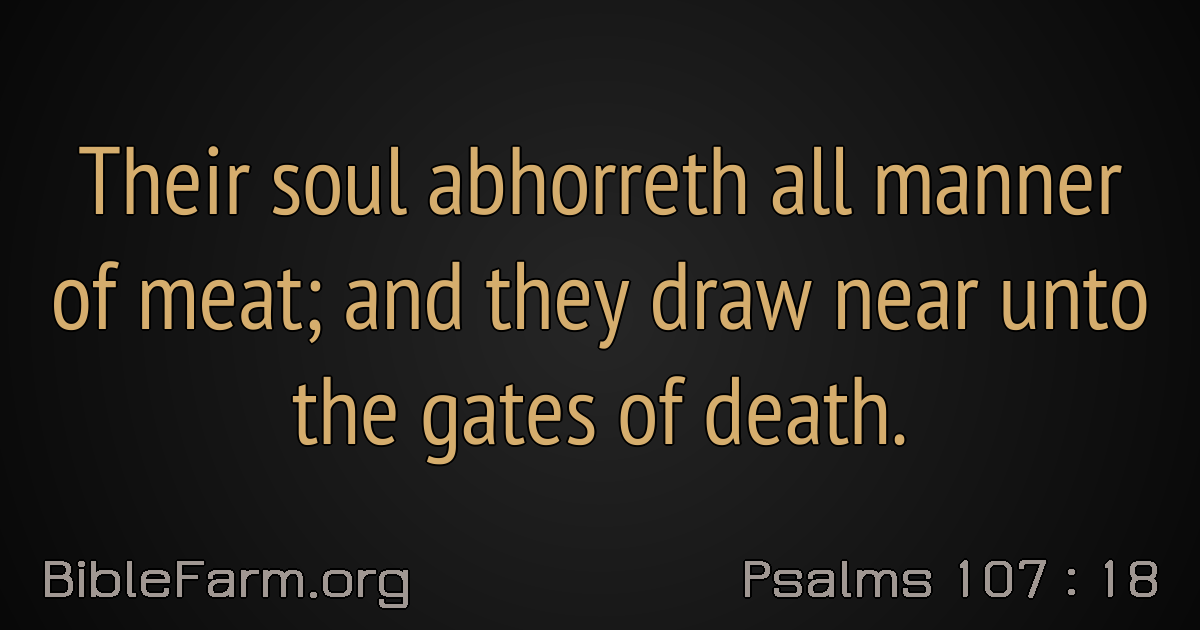 Their soul abhorreth all manner
of meat; and they draw near unto
the gates of death.
BibleFarm.org
Psalms 107 : 18